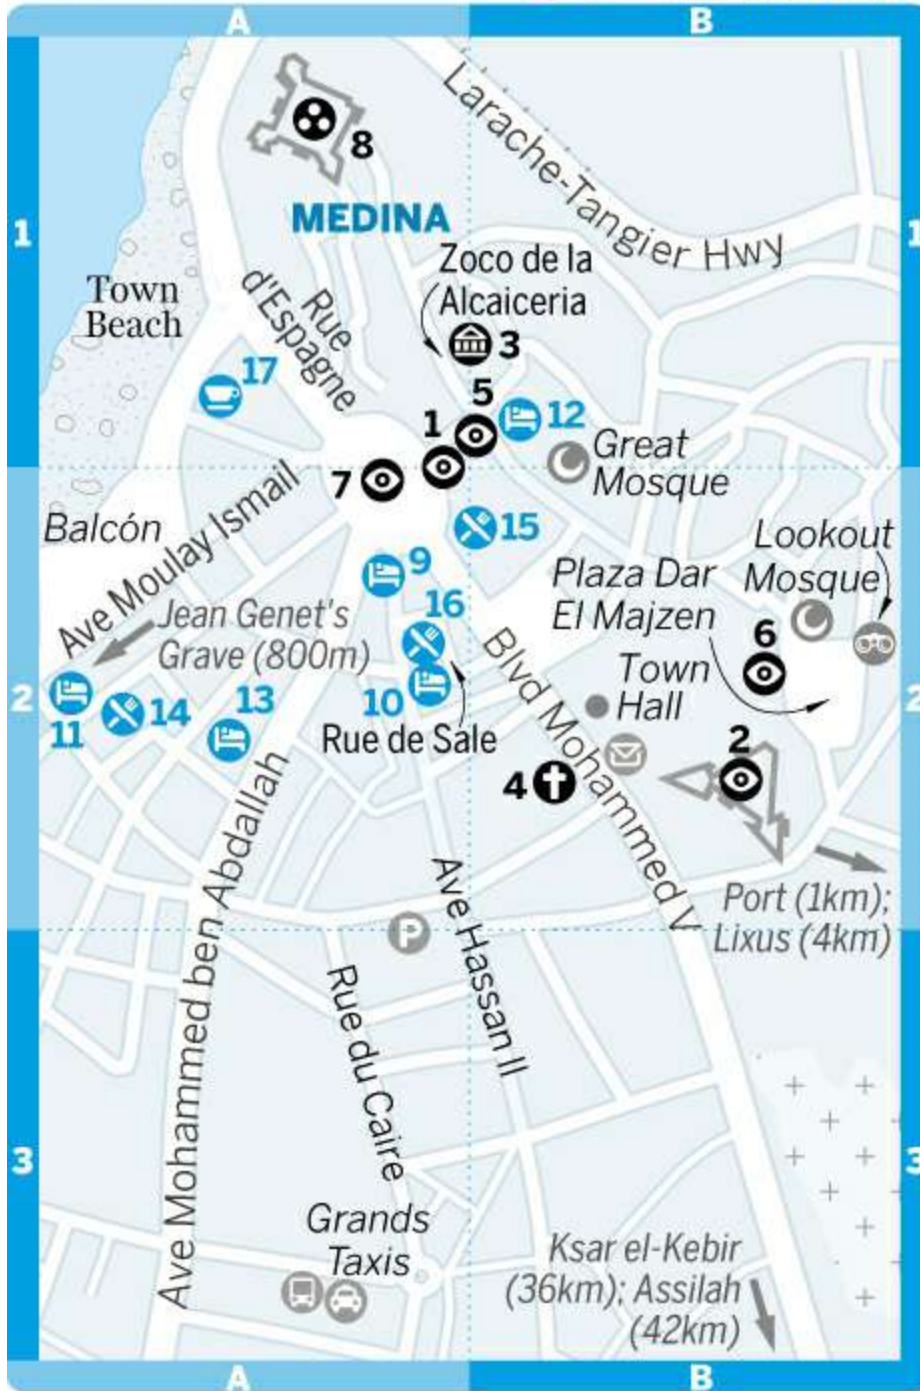 A
B
Larache-Tangier Hwy
8
MEDINA
1
1
Zoco de la
Alcaiceria
d'Espagne
Rue
Town
Beach
3
17
5
12
1
Great
Mosque
7
15
Balcón
Ave Moulay Ismail
Lookout
Plaza Dar
Mosque
El Majzen
9
16
6
Jean Genet's
Grave (800m)
Blvd Mohammed V
Town
Hall
2
2
11
14
13
10
Rue de Sale
2
4
Ave Mohammed ben Abdallah
Ave Hassan II
Port (1km);
Lixus (4km)
P
Rue du Caire
3
3
Grands
Taxis
Ksar el-Kebir
(36km); Assilah
(42km)
A
B